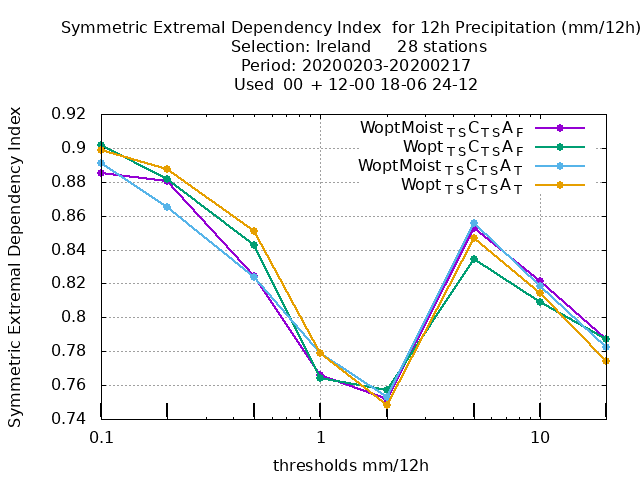 Symmetric Extremal Dependency Index for 12h Precipitation (mm/12h)
Selection: Ireland 28 stations
Period: 20200203-20200217
Used 00 + 12-00 18-06 24-12
Symmetric Extremal Dependency Index
0.92
0.9
0.88
0.86
0.84
0.82
0.8
0.78
0.76
0.74
WoptMoist TS C TS A F
Wopt TS C TS A F
WoptMoist TS C TS A T
Wopt TS C TS A T
0.1 1 10
thresholds mm/12h